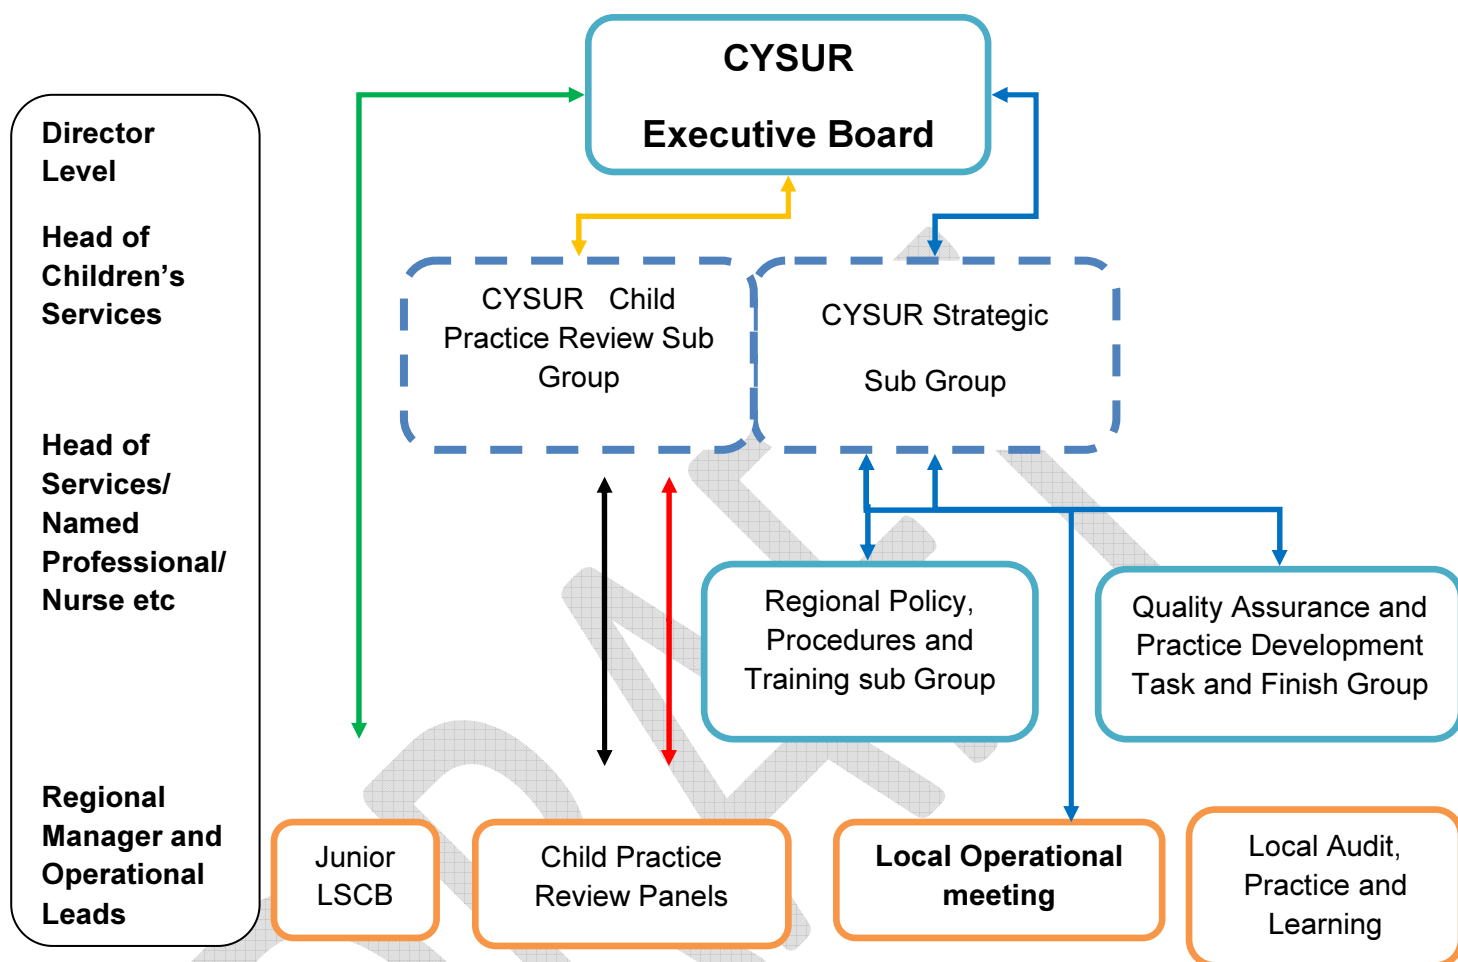 CYSUR
Executive Board
Director
Level
Head of
Children’s
Services
Head of
Services/
Named
Professional/
Nurse etc
Regional
Manager and
Operational
Leads
CYSUR Child
Practice Review Sub
Group
CYSUR Strategic
Sub Group
Regional Policy,
Procedures and
Training sub Group
Quality Assurance and
Practice Development
Task and Finish Group
Junior
LSCB
Child Practice
Review Panels
Local Operational
meeting
Local Audit,
Practice and
Learning
DRAFT